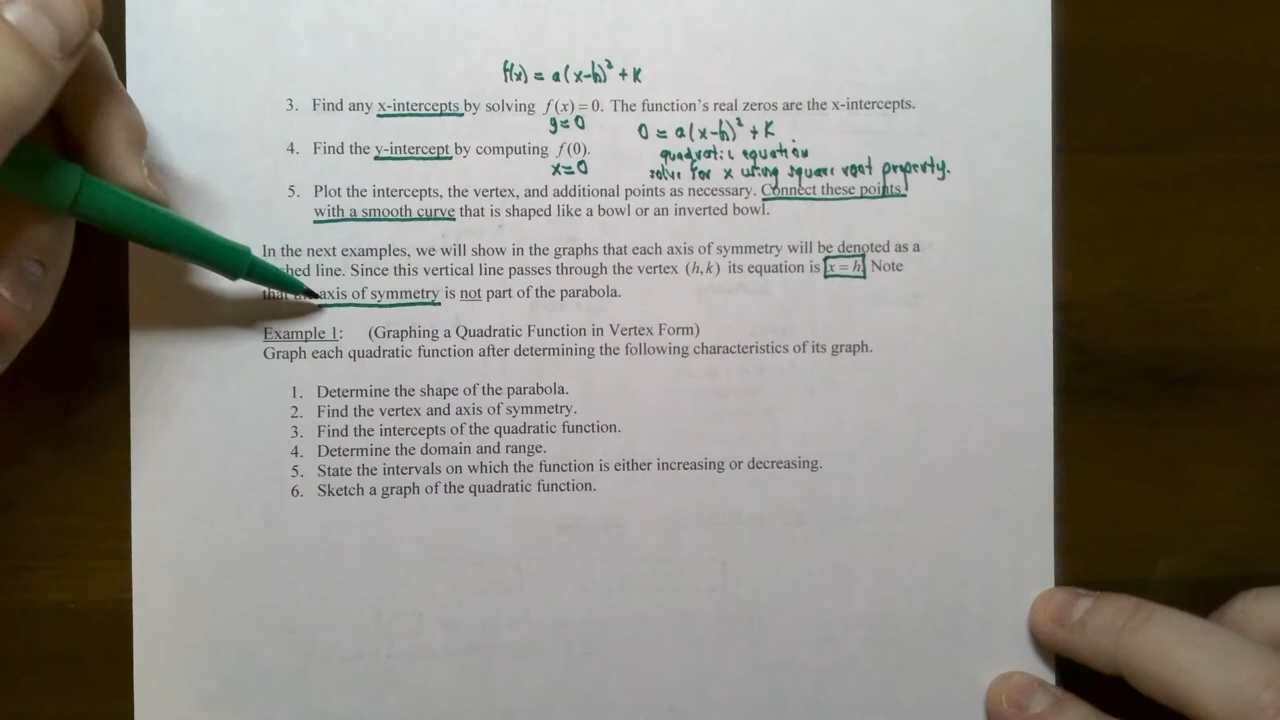 f(x) = a(x-h)² + k
3. Find any x-intercepts by solving f(x) = 0. The function's real zeros are the x-intercepts.
y=0
0 = a(x-h)² + k
4. Find the y-intercept by computing f(0).
quadratic equation
x=0
solve for x using square root property.
5. Plot the intercepts, the vertex, and additional points as necessary. Connect these points
with a smooth curve that is shaped like a bowl or an inverted bowl.
In the next examples, we will show in the graphs that each axis of symmetry will be denoted as a
line. Since this vertical line passes through the vertex (h,k) its equation is x = h. Note
that axis of symmetry is not part of the parabola.
Example 1: (Graphing a Quadratic Function in Vertex Form)
Graph each quadratic function after determining the following characteristics of its graph.
1. Determine the shape of the parabola.
2. Find the vertex and axis of symmetry.
3. Find the intercepts of the quadratic function.
4. Determine the domain and range.
5. State the intervals on which the function is either increasing or decreasing.
6. Sketch a graph of the quadratic function.